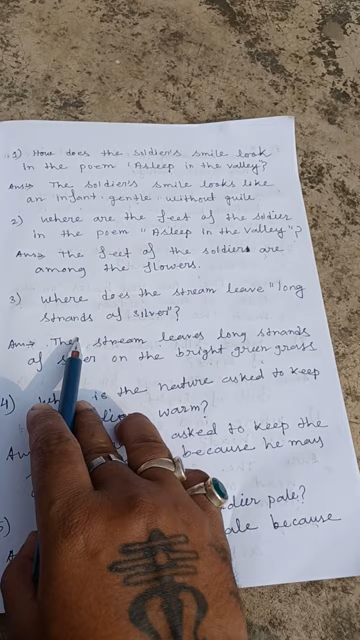 1) How does the soldier's smile look
in the poem "Asleep in the valley?
Ans:→ The soldier's smile looks like
an infant gentle without guile
2) Where are the feet of the soldier
in the poem "Asleep in the Valley"?
Ans:→ The feet of the soldier are
among the flowers.
3) Where does the stream leave "long
strands of silver"?
Ans:→ The stream leaves long strands
of on the bright green grass
4) is the Nature asked to keep
warm?
asked to keep the
because he may
pale?
because